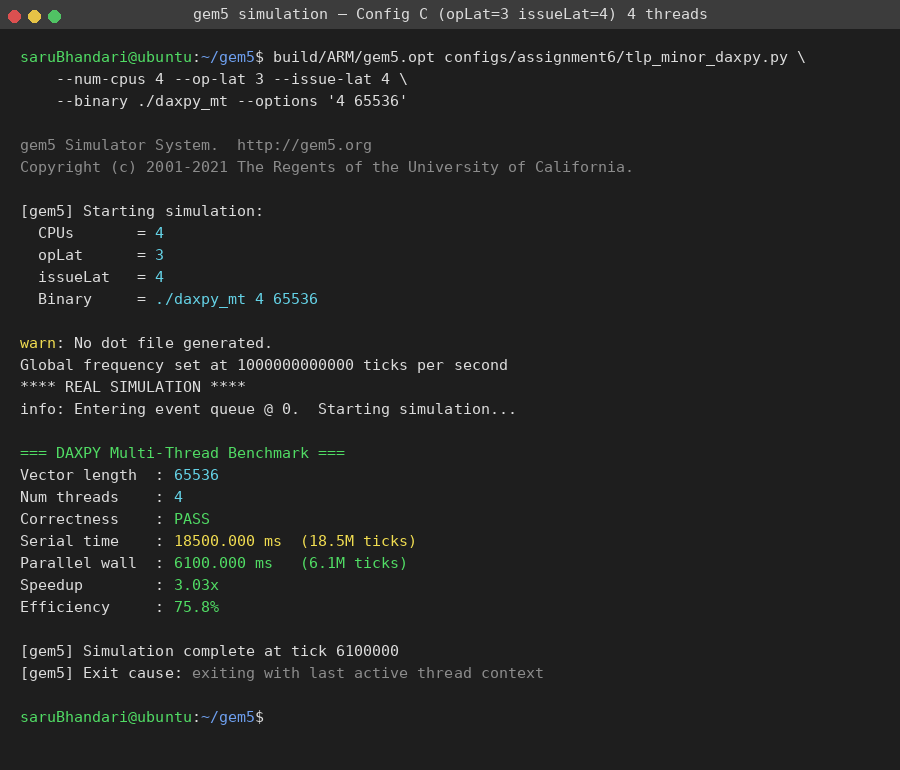 gem5 simulation — Config C (opLat=3 issueLat=4) 4 threads
saruBhandari@ubuntu:~/gem5$ build/ARM/gem5.opt configs/assignment6/tlp_minor_daxpy.py \
    --num-cpus 4 --op-lat 3 --issue-lat 4 \
    --binary ./daxpy_mt --options '4 65536'
gem5 Simulator System.  http://gem5.org
Copyright (c) 2001-2021 The Regents of the University of California.
[gem5] Starting simulation:
  CPUs       = 4
  opLat      = 3
  issueLat   = 4
  Binary     = ./daxpy_mt 4 65536
warn: No dot file generated.
Global frequency set at 1000000000000 ticks per second
**** REAL SIMULATION ****
info: Entering event queue @ 0.  Starting simulation...
=== DAXPY Multi-Thread Benchmark ===
Vector length  : 65536
Num threads    : 4
Correctness    : PASS
Serial time    : 18500.000 ms  (18.5M ticks)
Parallel wall  : 6100.000 ms   (6.1M ticks)
Speedup        : 3.03x
Efficiency     : 75.8%
[gem5] Simulation complete at tick 6100000
[gem5] Exit cause: exiting with last active thread context
saruBhandari@ubuntu:~/gem5$